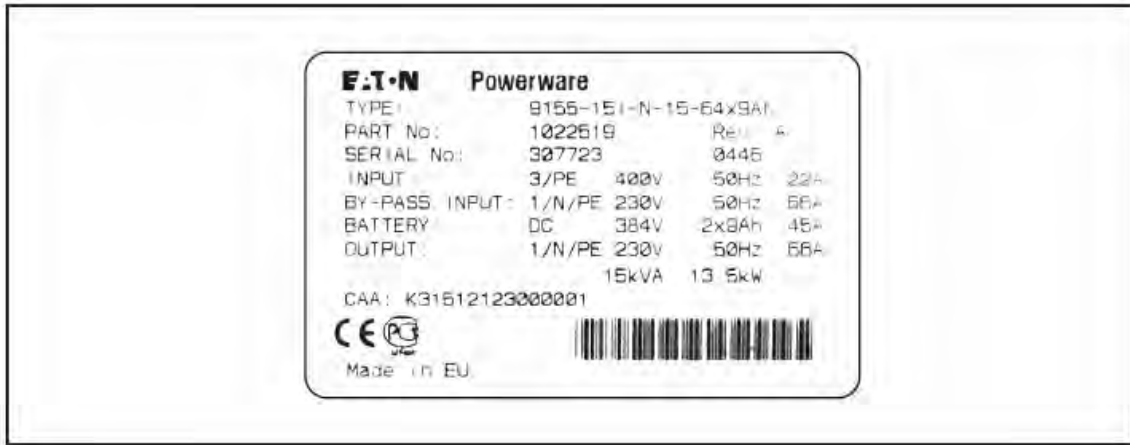 EATON Powerware
TYPE: 9155-15I-N-15-64x9Ah
PART No: 1022519 Rev. A
SERIAL No: 307723 0445
INPUT 3/PE 400V 50Hz 22A
BY-PASS INPUT: 1/N/PE 230V 50Hz 66A
BATTERY DC 384V 2x9Ah 45A
OUTPUT: 1/N/PE 230V 50Hz 66A
15kVA 13.5kW
CAA: K31512123000001
CE PCT
Made in EU.